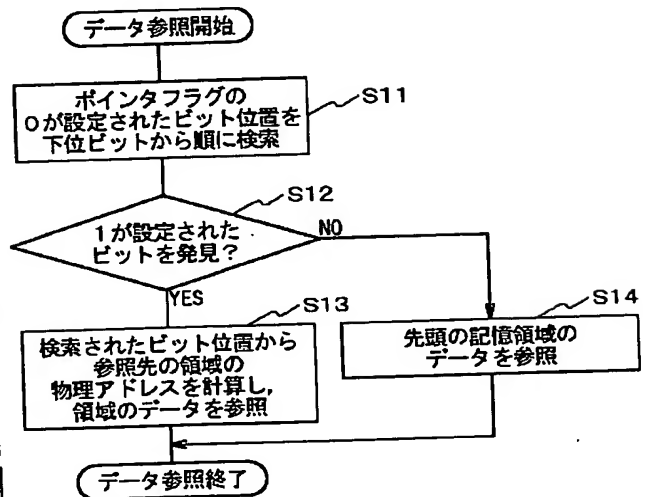 データ参照開始
ポインタフラグの
0が設定されたビット位置を
下位ビットから順に検索
S11
S12
1が設定された
ビットを発見?
NO
YES
S13
検索されたビット位置から
参照先の領域の
物理アドレスを計算し,
領域のデータを参照
S14
先頭の記憶領域の
データを参照
データ参照終了